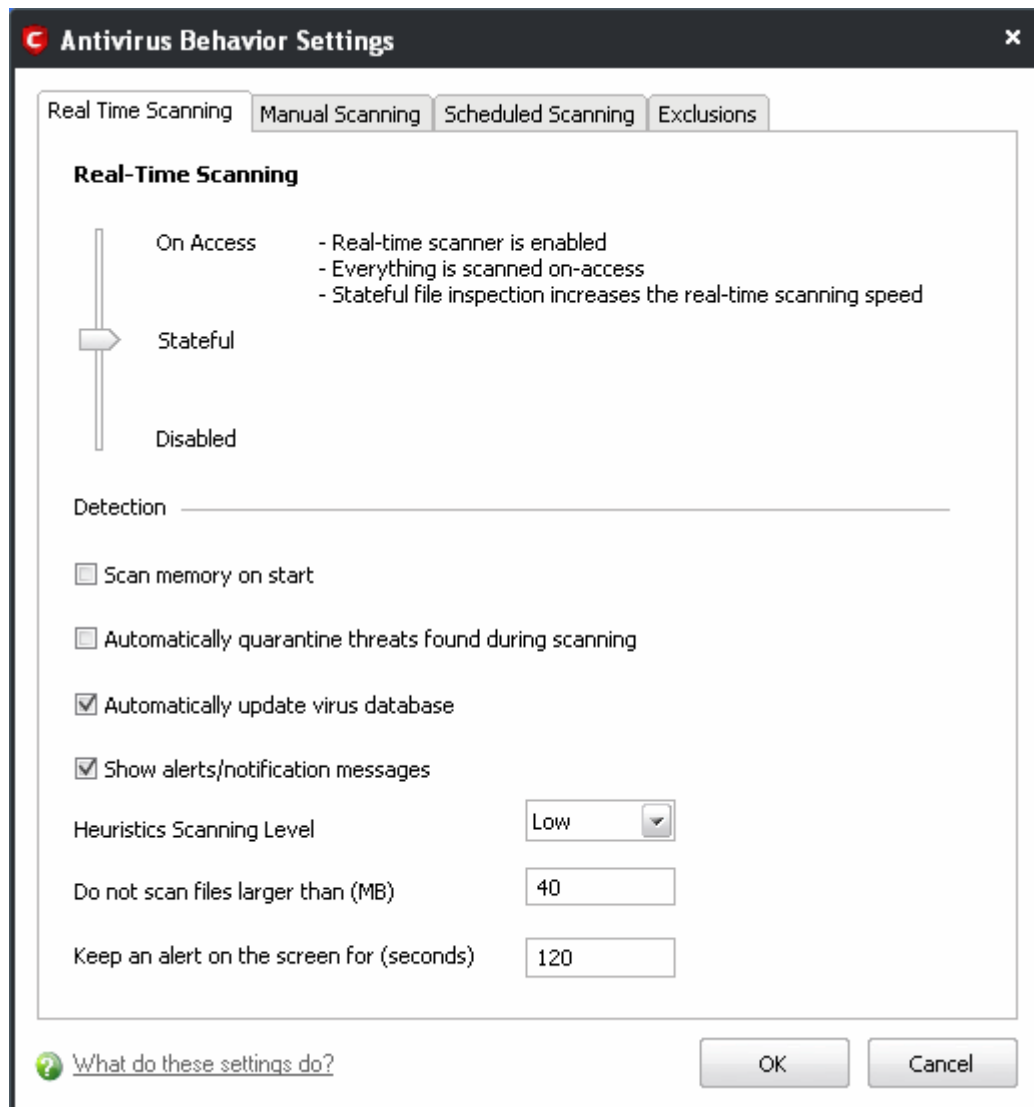 Antivirus Behavior Settings
Real Time Scanning
Manual Scanning
Scheduled Scanning
Exclusions
Real-Time Scanning
On Access
- Real-time scanner is enabled
- Everything is scanned on-access
- Stateful file inspection increases the real-time scanning speed
Stateful
Disabled
Detection
Scan memory on start
Automatically quarantine threats found during scanning
Automatically update virus database
Show alerts/notification messages
Heuristics Scanning Level
Low
Do not scan files larger than (MB)
40
Keep an alert on the screen for (seconds)
120
What do these settings do?
OK
Cancel